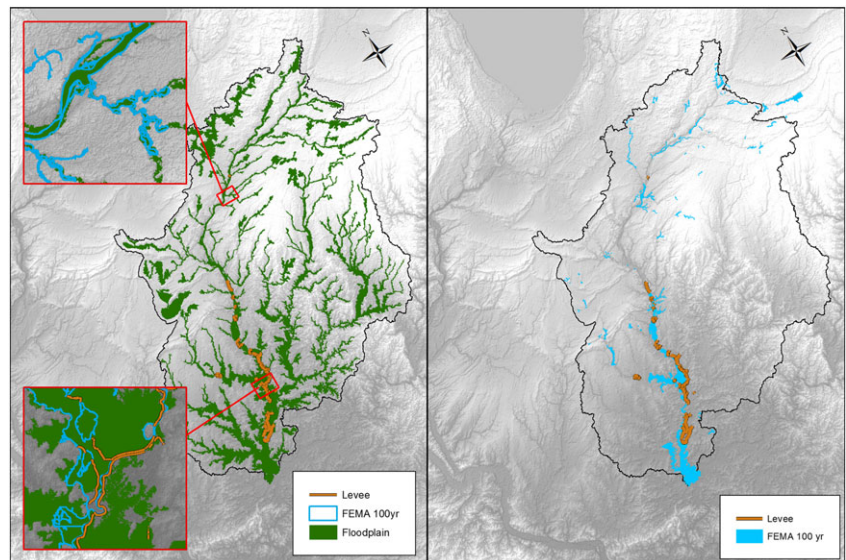 N
Levee
FEMA 100yr
Floodplain
N
Levee
FEMA 100 yr